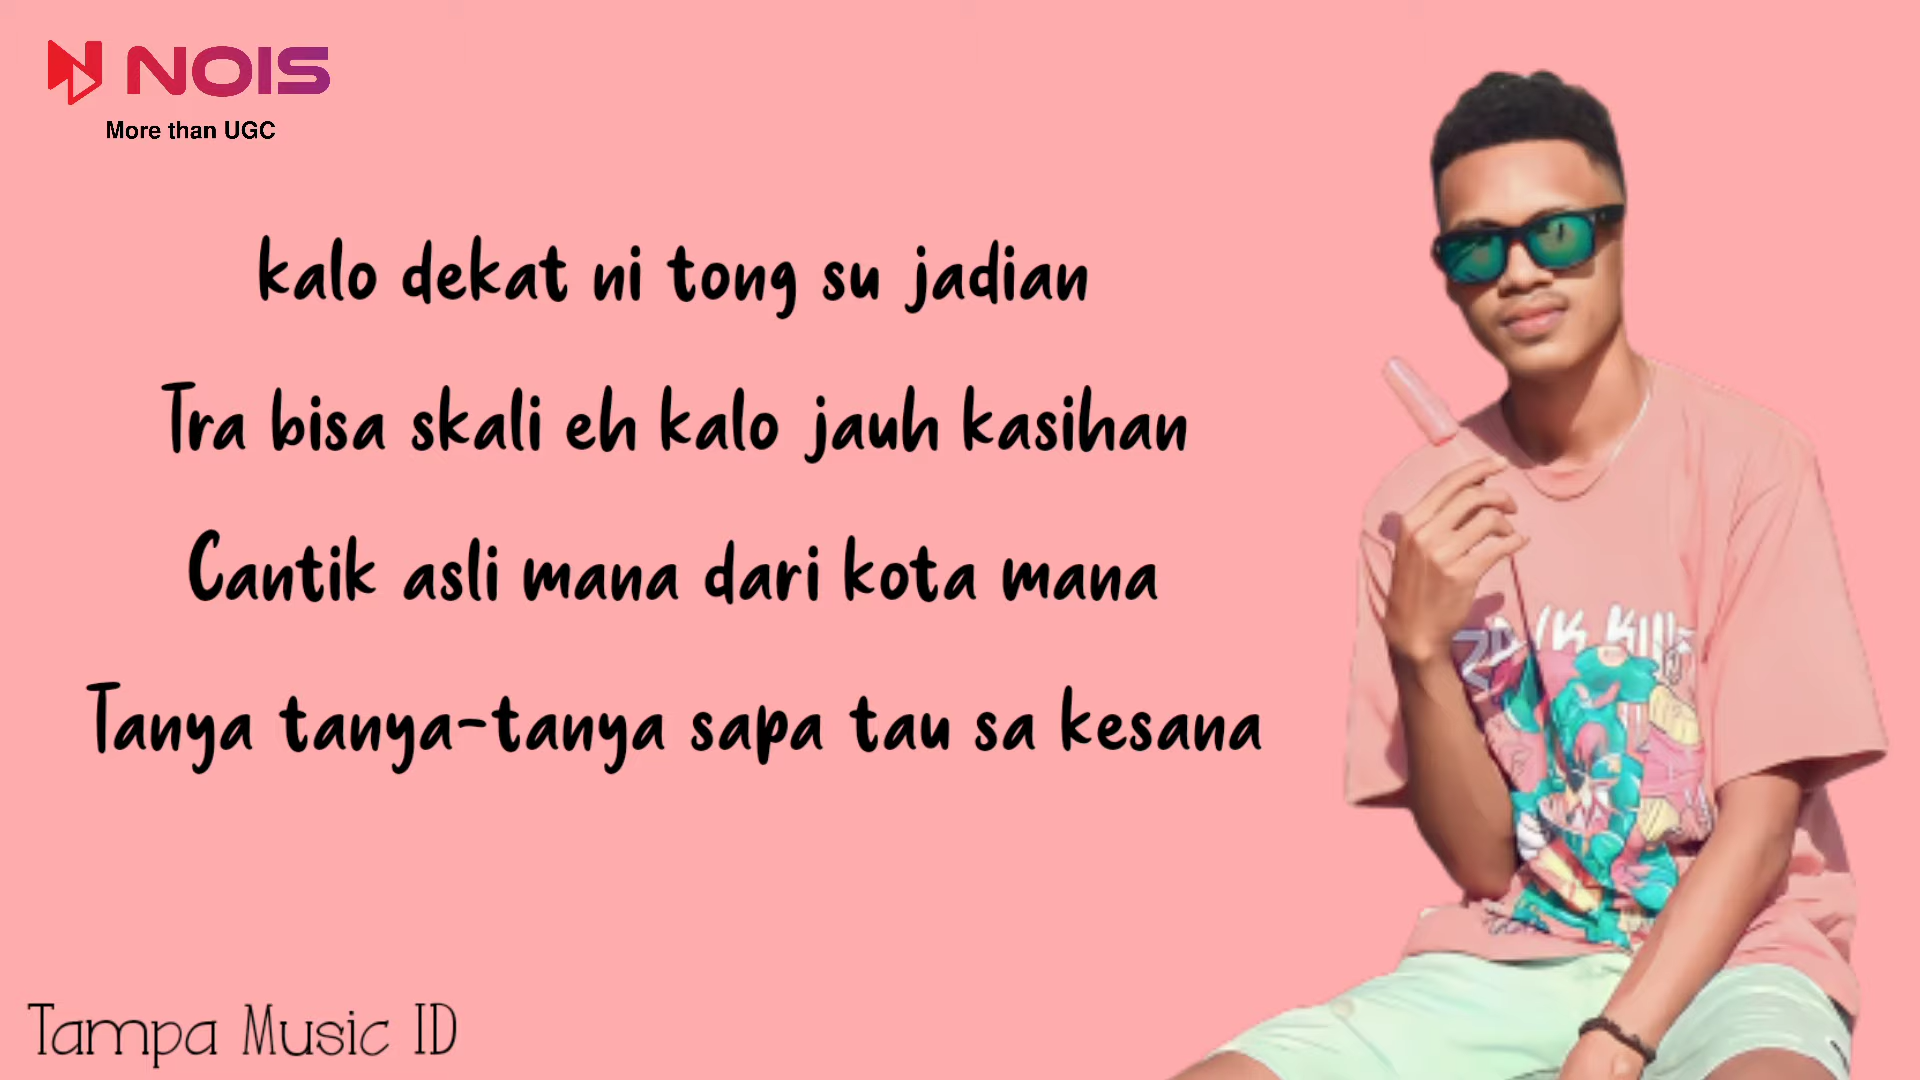 NOIS
More than UGC
kalo dekat ni tong su jadian
Tra bisa skali eh kalo jauh kasihan
Cantik asli mana dari kota mana
Tanya tanya-tanya sapa tau sa kesana
Tampa Music ID